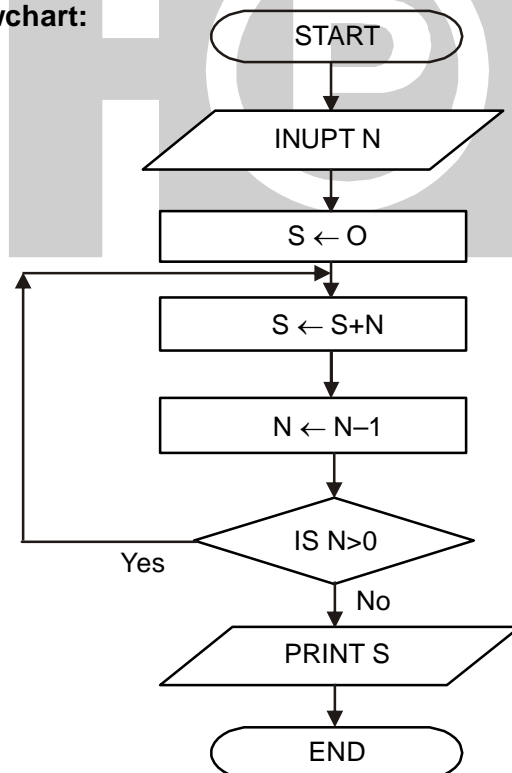 wchart:
START
INUPT N
S ← O
S ← S+N
N ← N–1
IS N>0
Yes
No
PRINT S
END